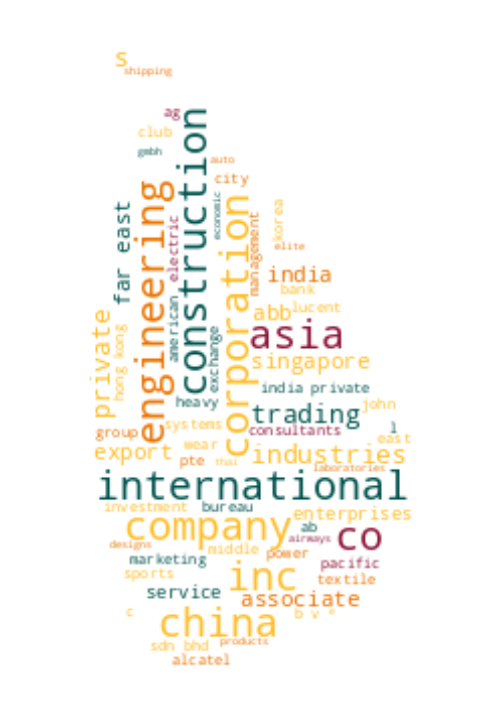 s
shipping
ag
construction
club
gmbh
auto
city
engineering
economic
corporation
far east
korea
management
electric
elite
india
bank
american
private
hong kong
abb
lucent
asia
exchange
singapore
india private
heavy
trading
john
systems
consultants
l
group
wear
east
export
pte
thai
industries
laboratories
international
investment
bureau
enterprises
company
ab
co
designs
middle
power
airways
marketing
pacific
sports
inc
textile
service
associate
c
china
b v
sdn bhd
products
alcatel